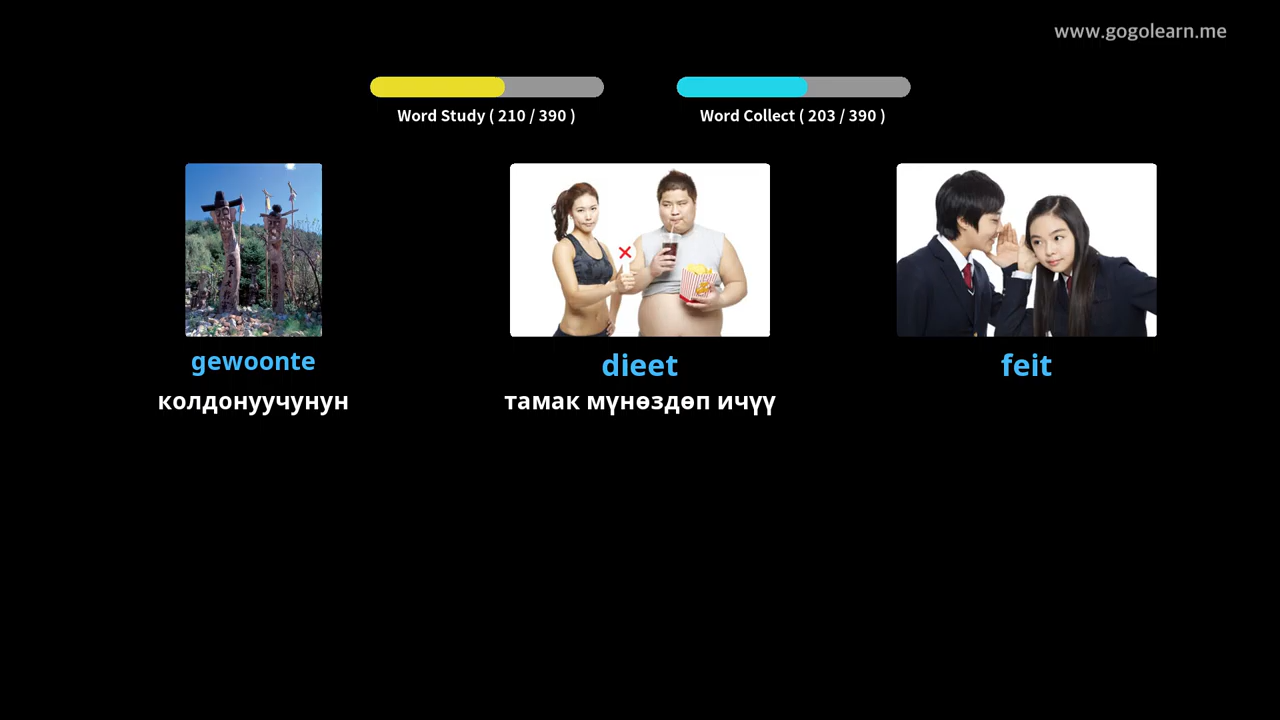 www.gogolearn.me
Word Study ( 210 / 390 )
Word Collect ( 203 / 390 )
gewoonte
dieet
feit
колдонуучунун
тамак мүнөздөп ичүү